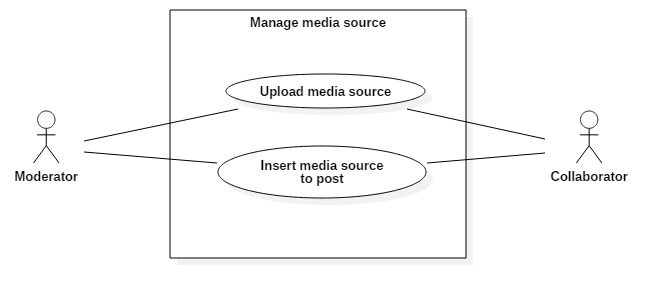 Manage media source
Upload media source
Insert media source
to post
Moderator
Collaborator